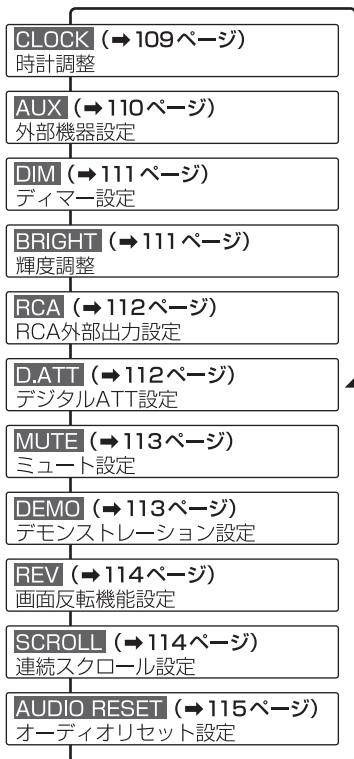 CLOCK (➡109ページ)
時計調整
AUX (➡110ページ)
外部機器設定
DIM (➡111ページ)
ディマー設定
BRIGHT (➡111ページ)
輝度調整
RCA (➡112ページ)
RCA外部出力設定
D.ATT (➡112ページ)
デジタルATT設定
MUTE (➡113ページ)
ミュート設定
DEMO (➡113ページ)
デモンストレーション設定
REV (➡114ページ)
画面反転機能設定
SCROLL (➡114ページ)
連続スクロール設定
AUDIO RESET (➡115ページ)
オーディオリセット設定